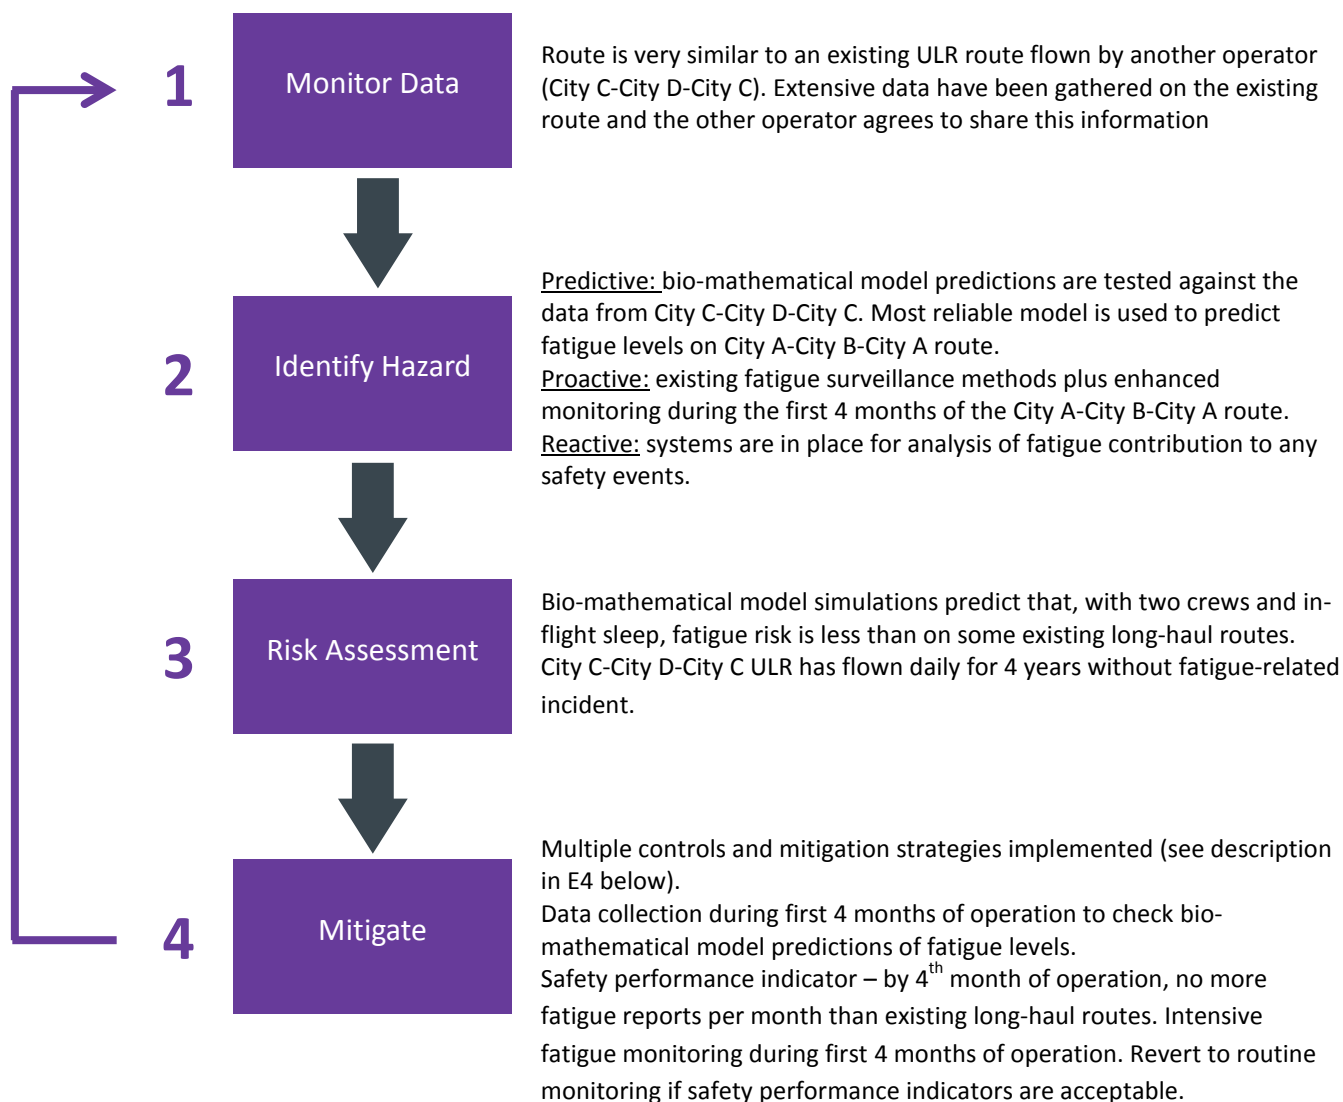 1
Monitor Data
Route is very similar to an existing ULR route flown by another operator
(City C-City D-City C). Extensive data have been gathered on the existing
route and the other operator agrees to share this information
2
Identify Hazard
Predictive: bio-mathematical model predictions are tested against the
data from City C-City D-City C. Most reliable model is used to predict
fatigue levels on City A-City B-City A route.
Proactive: existing fatigue surveillance methods plus enhanced
monitoring during the first 4 months of the City A-City B-City A route.
Reactive: systems are in place for analysis of fatigue contribution to any
safety events.
3
Risk Assessment
Bio-mathematical model simulations predict that, with two crews and in-
flight sleep, fatigue risk is less than on some existing long-haul routes.
City C-City D-City C ULR has flown daily for 4 years without fatigue-related
incident.
4
Mitigate
Multiple controls and mitigation strategies implemented (see description
in E4 below).
Data collection during first 4 months of operation to check bio-
mathematical model predictions of fatigue levels.
Safety performance indicator – by 4th month of operation, no more
fatigue reports per month than existing long-haul routes. Intensive
fatigue monitoring during first 4 months of operation. Revert to routine
monitoring if safety performance indicators are acceptable.